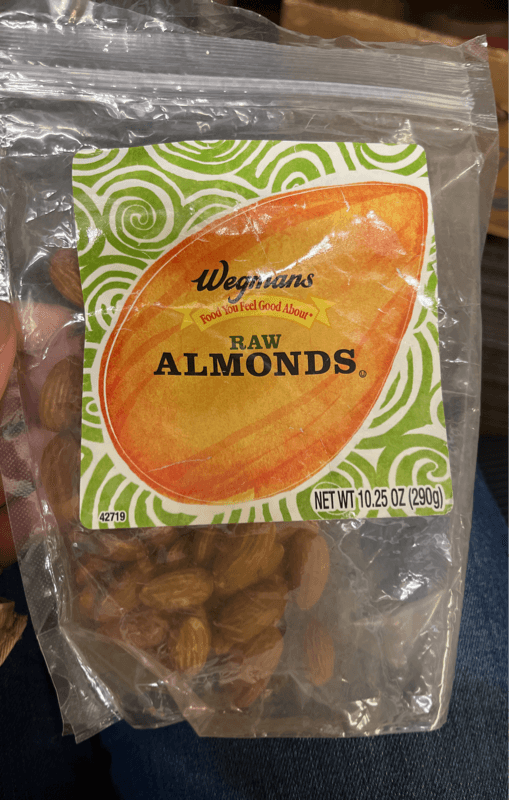 Wegmans
Food You Feel Good About®
RAW
ALMONDS
42719
NET WT 10.25 OZ (290g)